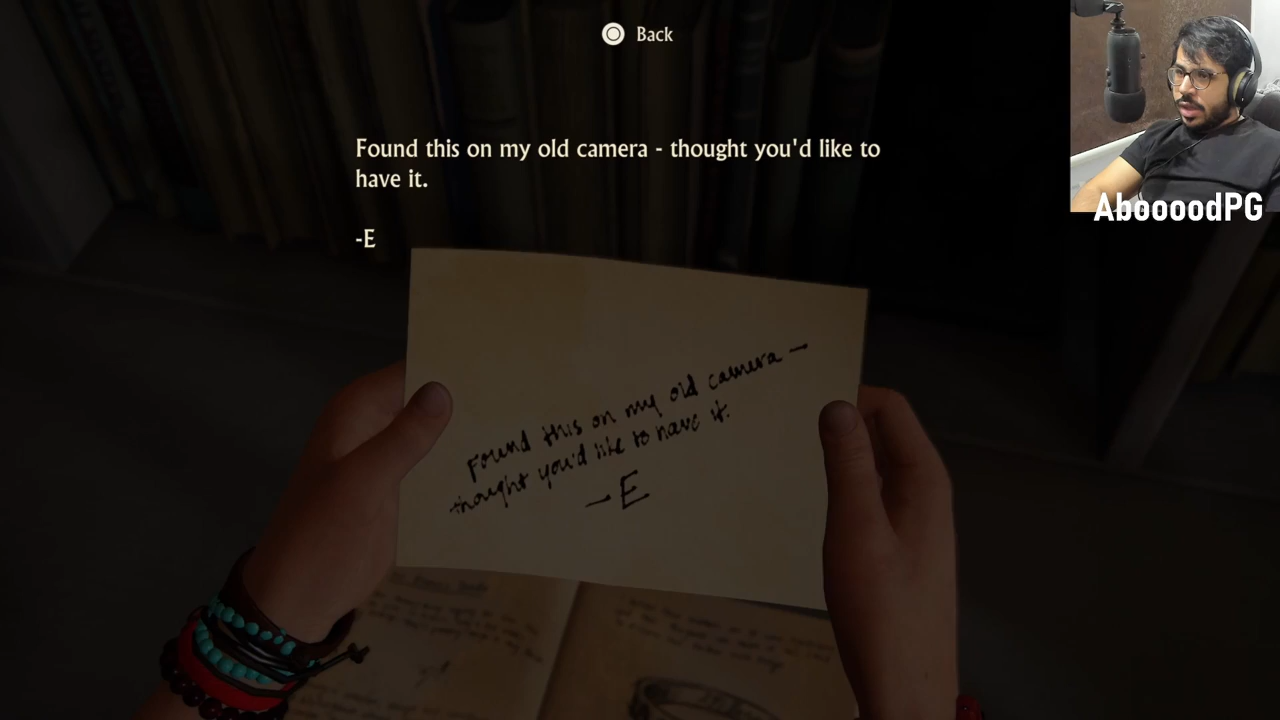 Back
Found this on my old camera - thought you'd like to
have it.
-E
AboooodPG
Found this on my old camera —
thought you'd like to have it.
—E